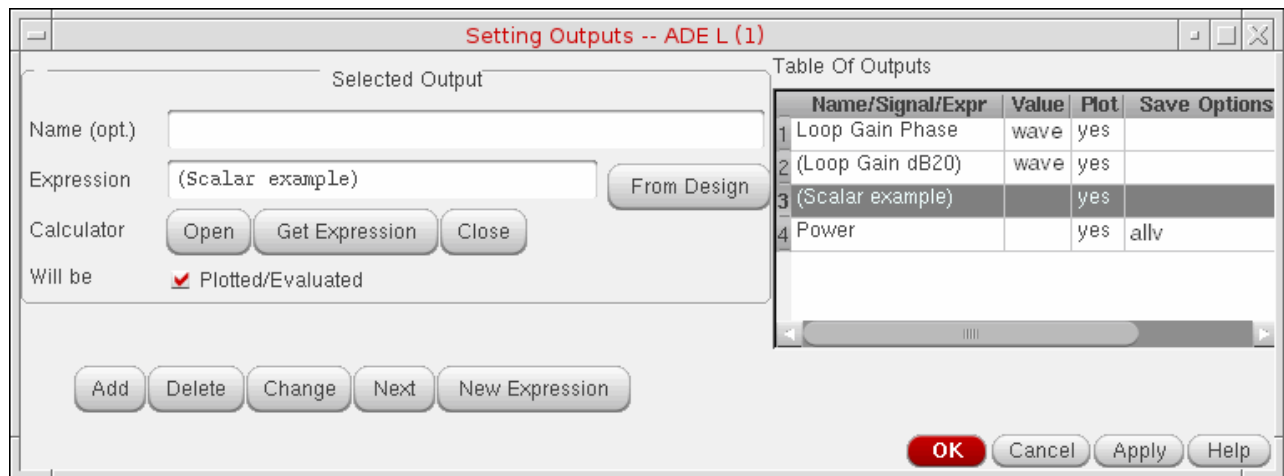 Setting Outputs -- ADE L (1)
Selected Output
Name (opt.)
Expression
(Scalar example)
From Design
Calculator
Open
Get Expression
Close
Will be
Plotted/Evaluated
Add
Delete
Change
Next
New Expression
Table Of Outputs
Name/Signal/Expr Value Plot Save Options
1 Loop Gain Phase wave yes
2 (Loop Gain dB20) wave yes
3 (Scalar example) yes
4 Power yes allv
OK
Cancel
Apply
Help